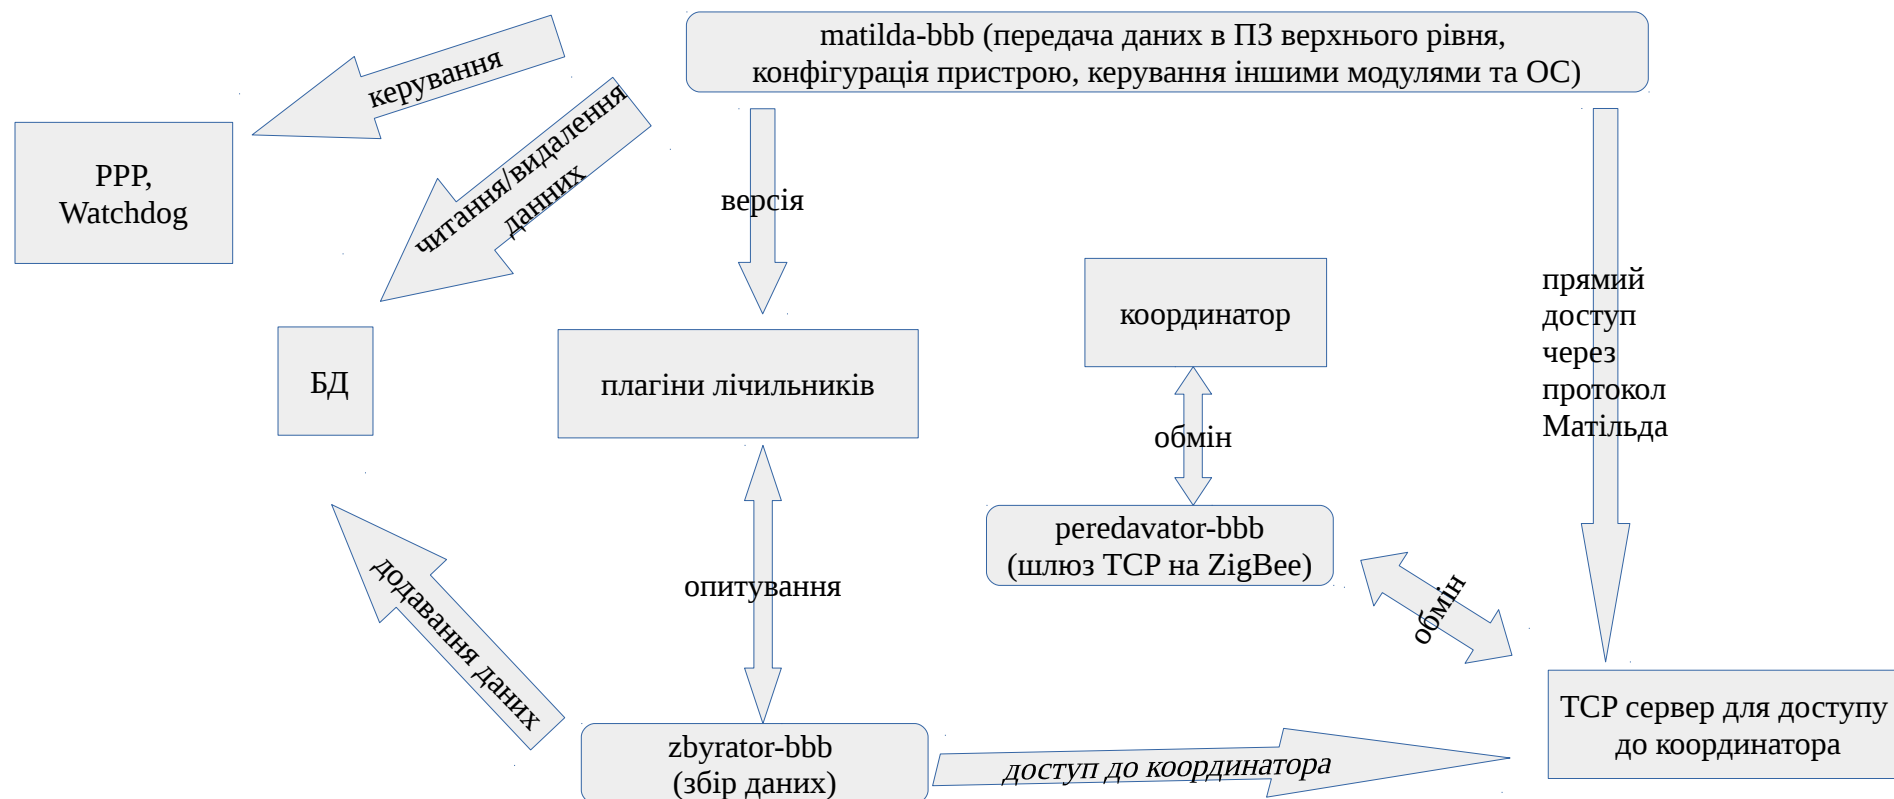 matilda-bbb (передача даних в ПЗ верхнього рівня,
конфігурація пристрою, керування іншими модулями та ОС)
керування
PPP,
Watchdog
читання/видалення
данних
версія
БД
плагіни лічильників
координатор
прямий
доступ
через
протокол
Матільда
обмін
peredavator-bbb
(шлюз TCP на ZigBee)
обмін
опитування
додавання даних
zbyrator-bbb
(збір даних)
доступ до координатора
TCP сервер для доступу
до координатора